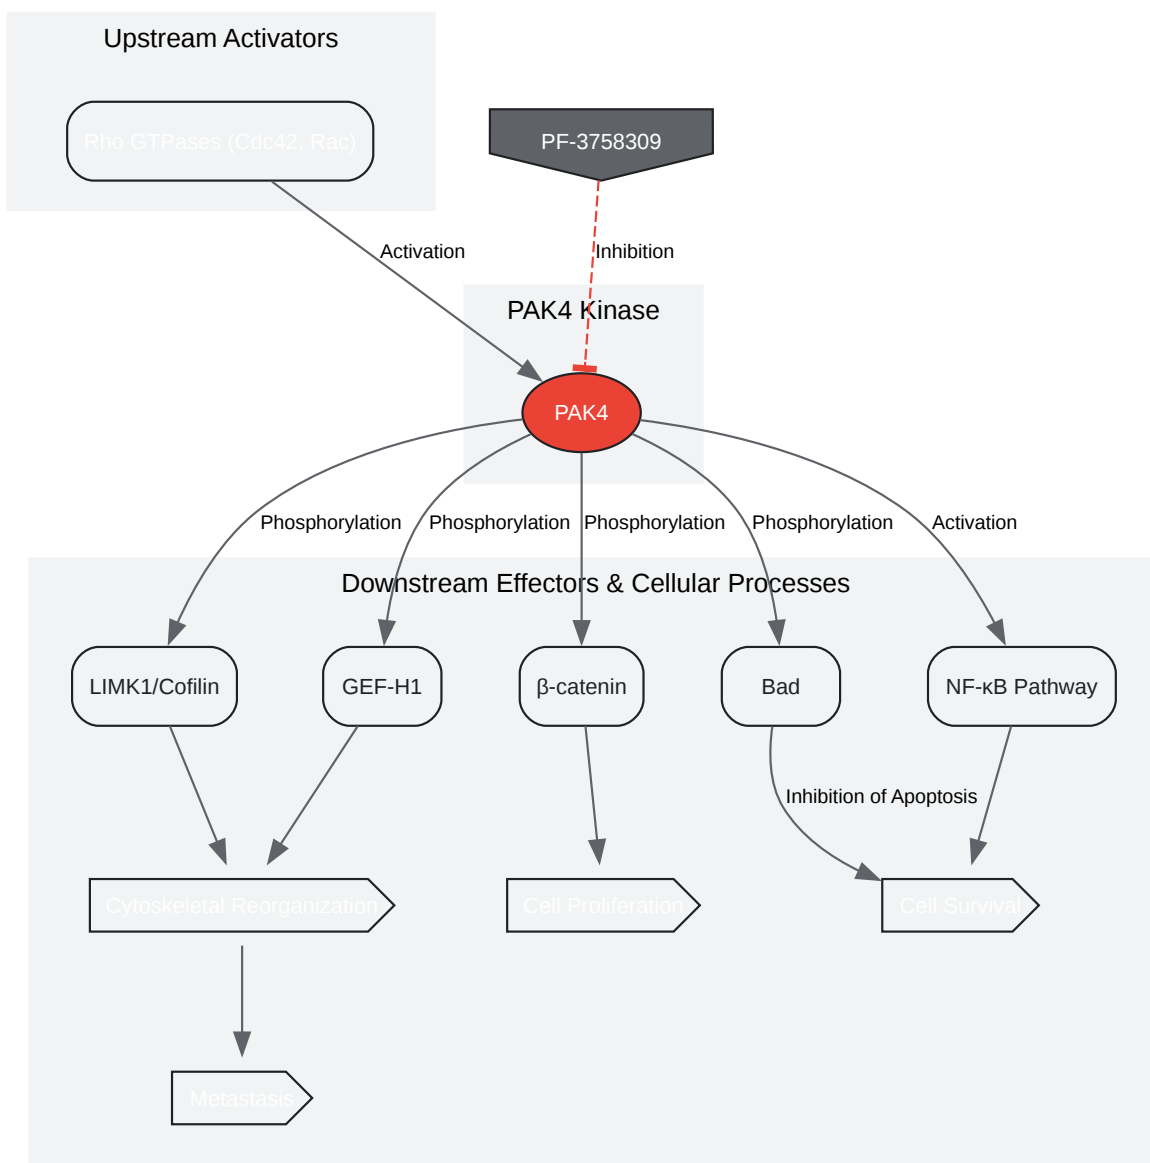 Upstream Activators
Rho GTPases (Cdc42, Rac)
PF-3758309
Activation
Inhibition
PAK4 Kinase
PAK4
Phosphorylation
Phosphorylation
Phosphorylation
Phosphorylation
Activation
Downstream Effectors & Cellular Processes
LIMK1/Cofilin
GEF-H1
β-catenin
Bad
NF-κB Pathway
Inhibition of Apoptosis
Cytoskeletal Reorganization
Cell Proliferation
Cell Survival
Metastasis